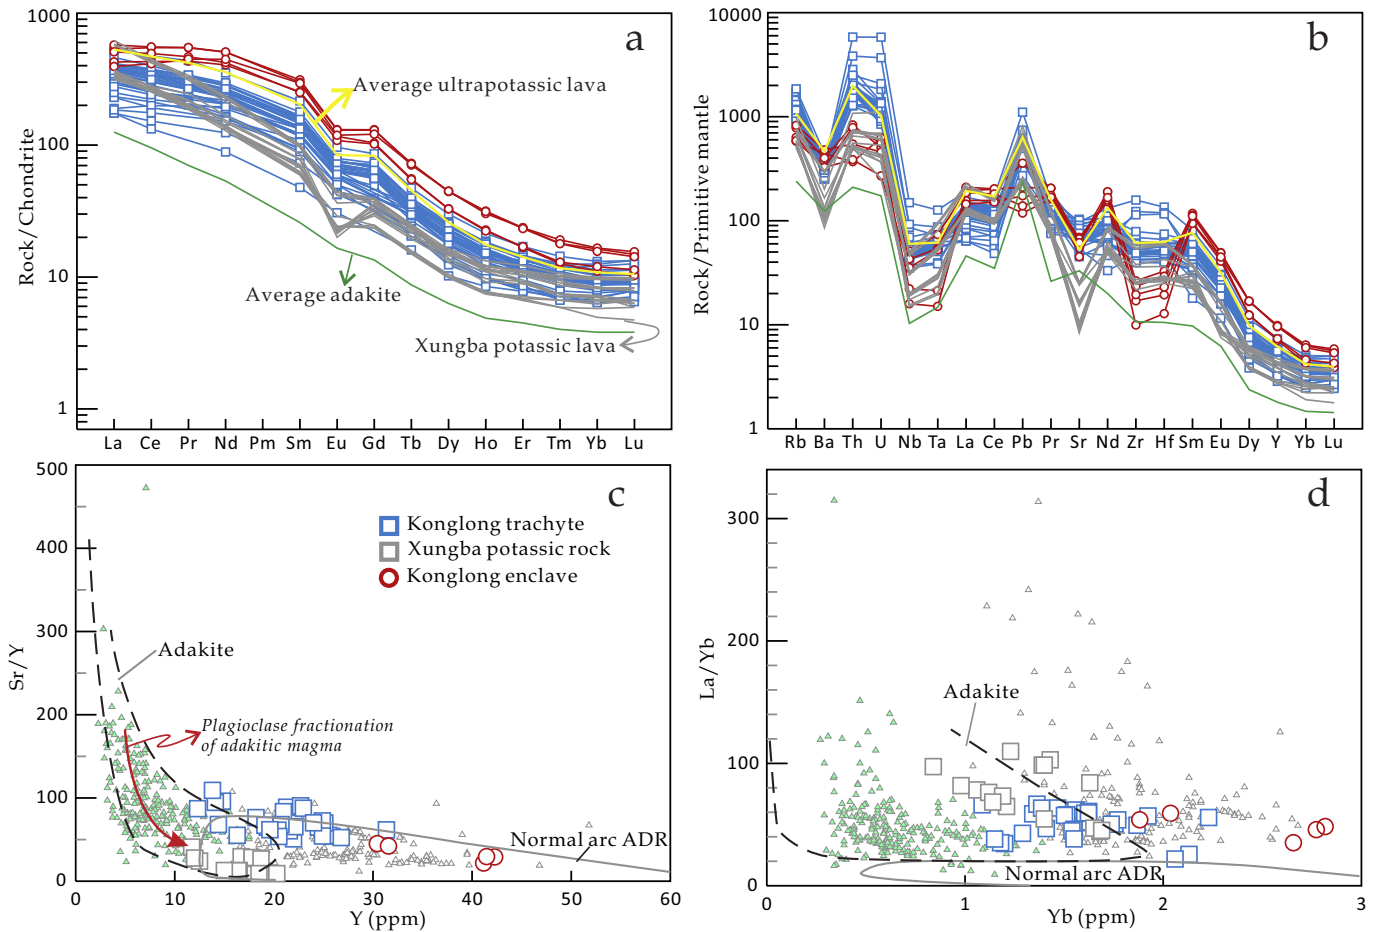 1000
100
10
1
Rock/Chondrite
a
Average ultrapotassic lava
Average adakite
Xungba potassic lava
La Ce Pr Nd Pm Sm Eu Gd Tb Dy Ho Er Tm Yb Lu
10000
1000
100
10
1
Rock/Primitive mantle
b
Rb Ba Th U Nb Ta La Ce Pb Pr Sr Nd Zr Hf Sm Eu Dy Y Yb Lu
500
400
300
200
100
0
Sr/Y
c
Konglong trachyte
Xungba potassic rock
Konglong enclave
Adakite
Plagioclase fractionation
of adakitic magma
Normal arc ADR
0 10 20 30 40 50 60
Y (ppm)
300
200
100
0
La/Yb
d
Adakite
Normal arc ADR
0 1 2 3
Yb (ppm)